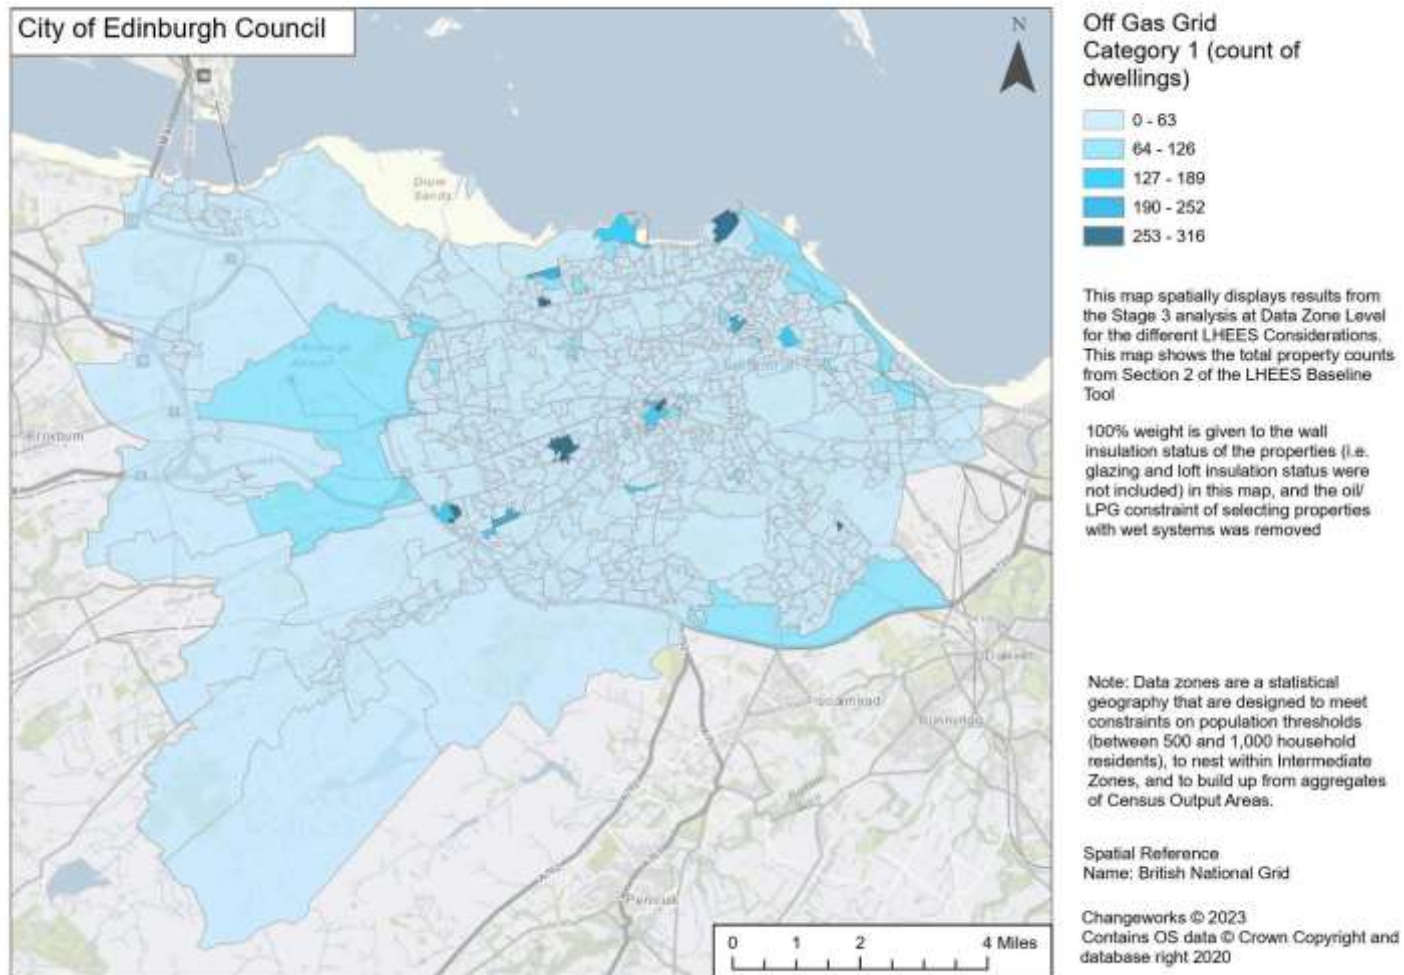 City of Edinburgh Council
N
Drum
Sands
Penicuik
0 1 2 4 Miles
Off Gas Grid
Category 1 (count of
dwellings)
0 - 63
64 - 126
127 - 189
190 - 252
253 - 316
This map spatially displays results from
the Stage 3 analysis at Data Zone Level
for the different LHEES Considerations.
This map shows the total property counts
from Section 2 of the LHEES Baseline
Tool
100% weight is given to the wall
insulation status of the properties (i.e.
glazing and loft insulation status were
not included) in this map, and the oil/
LPG constraint of selecting properties
with wet systems was removed
Note: Data zones are a statistical
geography that are designed to meet
constraints on population thresholds
(between 500 and 1,000 household
residents), to nest within Intermediate
Zones, and to build up from aggregates
of Census Output Areas.
Spatial Reference
Name: British National Grid
Changeworks © 2023
Contains OS data © Crown Copyright and
database right 2020